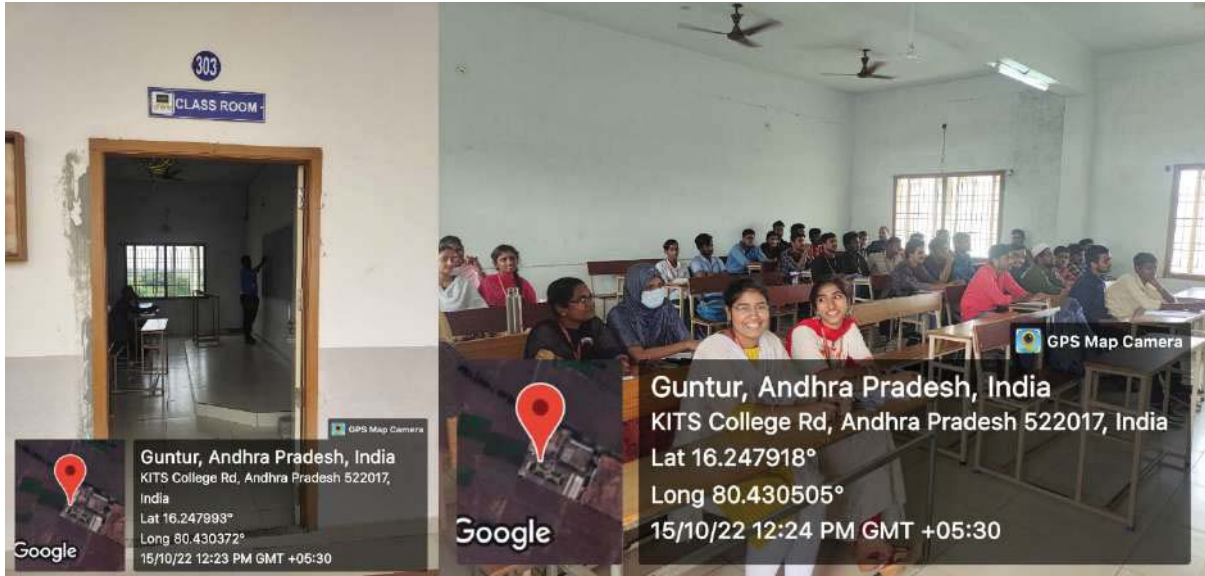 303
CLASS ROOM
GPS Map Camera
Guntur, Andhra Pradesh, India
KITS College Rd, Andhra Pradesh 522017,
India
Lat 16.247993°
Long 80.430372°
15/10/22 12:23 PM GMT +05:30
Google
GPS Map Camera
Guntur, Andhra Pradesh, India
KITS College Rd, Andhra Pradesh 522017, India
Lat 16.247918°
Long 80.430505°
15/10/22 12:24 PM GMT +05:30
Google